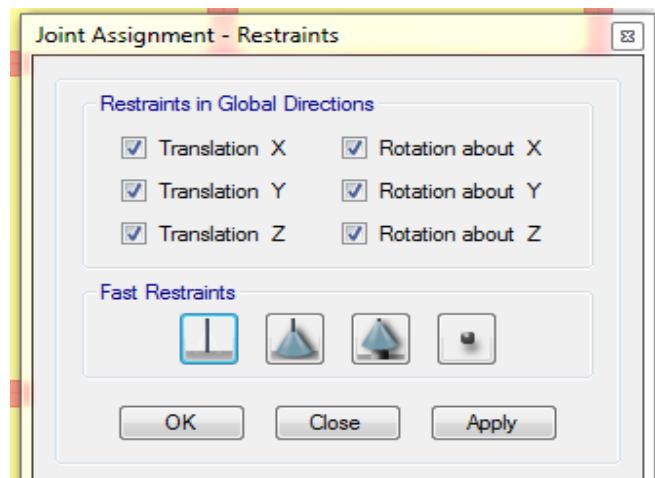 Joint Assignment - Restraints
Restraints in Global Directions
Translation X Rotation about X
Translation Y Rotation about Y
Translation Z Rotation about Z
Fast Restraints
OK Close Apply